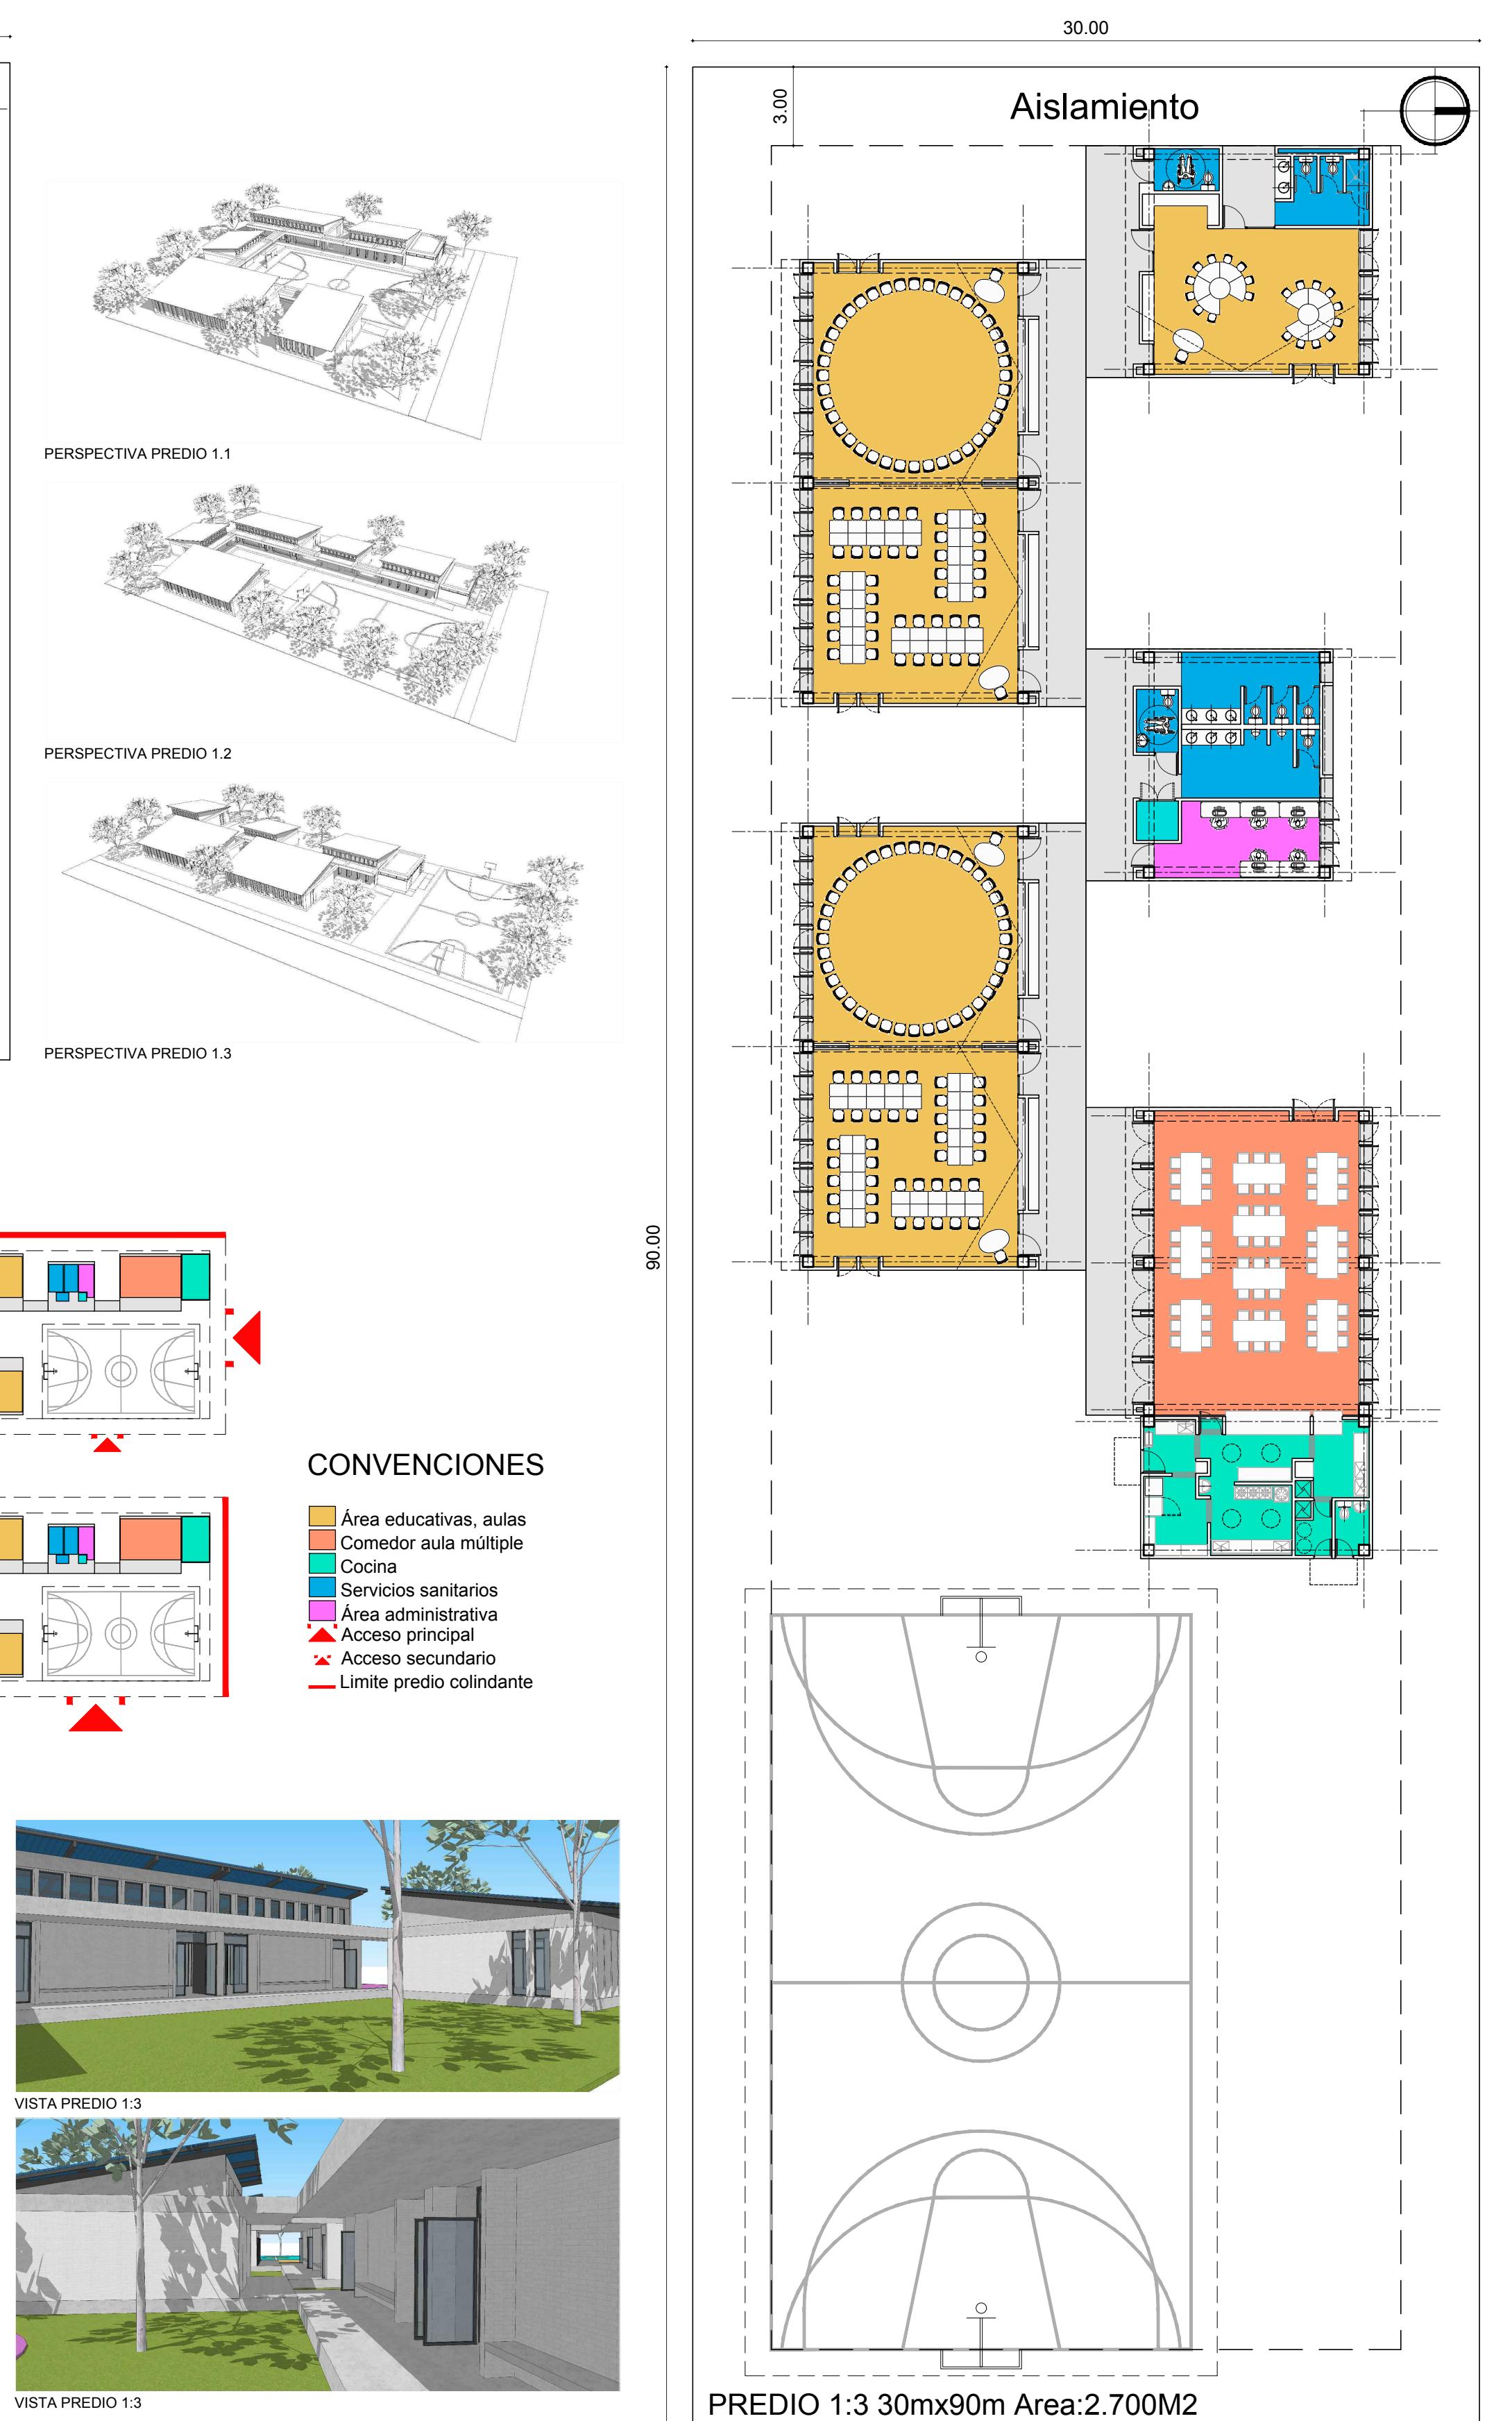 30.00
3.00
Aislamiento
PERSPECTIVA PREDIO 1.1
PERSPECTIVA PREDIO 1.2
PERSPECTIVA PREDIO 1.3
90.00
CONVENCIONES
Área educativas, aulas
Comedor aula múltiple
Cocina
Servicios sanitarios
Área administrativa
Acceso principal
Acceso secundario
Limite predio colindante
VISTA PREDIO 1:3
VISTA PREDIO 1:3
PREDIO 1:3 30mx90m Area:2.700M2